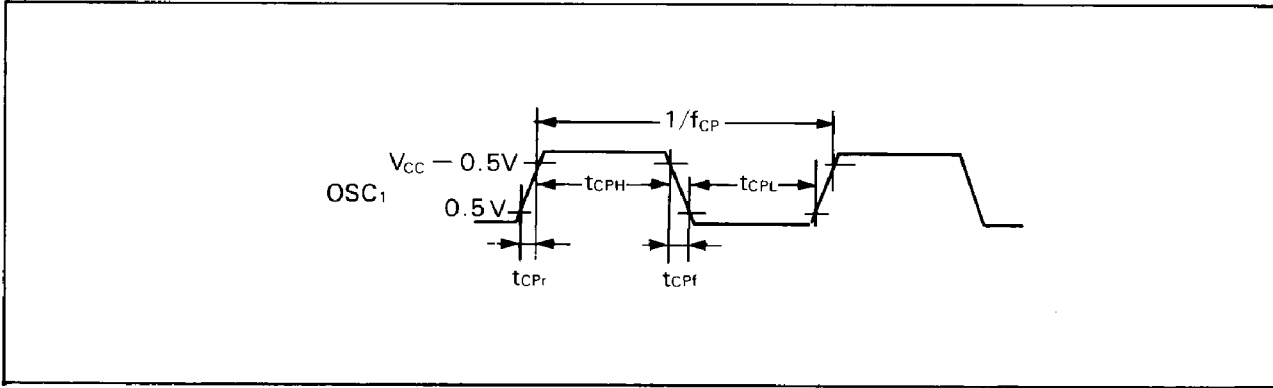 1/fCP
VCC − 0.5V
tCPH
tCPL
OSC1
0.5V
tCPr
tCPf